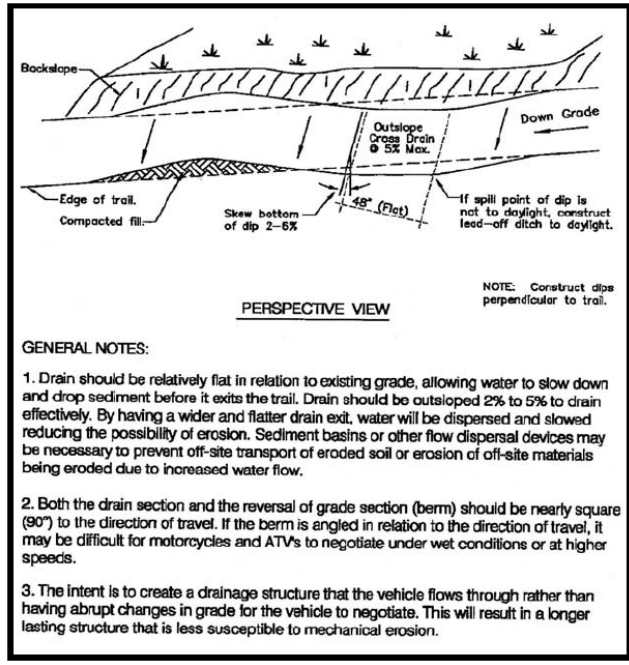 Backslope
Down Grade
Outslope
Cross Drain
@ 5% Max.
Edge of trail.
Compacted fill.
Skew bottom
of dip 2-6%
48" (Flat)
If spill point of dip is
not to daylight, construct
lead-off ditch to daylight.
NOTE: Construct dips
perpendicular to trail.
PERSPECTIVE VIEW
GENERAL NOTES:
1. Drain should be relatively flat in relation to existing grade, allowing water to slow down
and drop sediment before it exits the trail. Drain should be outsloped 2% to 5% to drain
effectively. By having a wider and flatter drain exit, water will be dispersed and slowed
reducing the possibility of erosion. Sediment basins or other flow dispersal devices may
be necessary to prevent off-site transport of eroded soil or erosion of off-site materials
being eroded due to increased water flow.
2. Both the drain section and the reversal of grade section (berm) should be nearly square
(90°) to the direction of travel. If the berm is angled in relation to the direction of travel, it
may be difficult for motorcycles and ATV's to negotiate under wet conditions or at higher
speeds.
3. The intent is to create a drainage structure that the vehicle flows through rather than
having abrupt changes in grade for the vehicle to negotiate. This will result in a longer
lasting structure that is less susceptible to mechanical erosion.